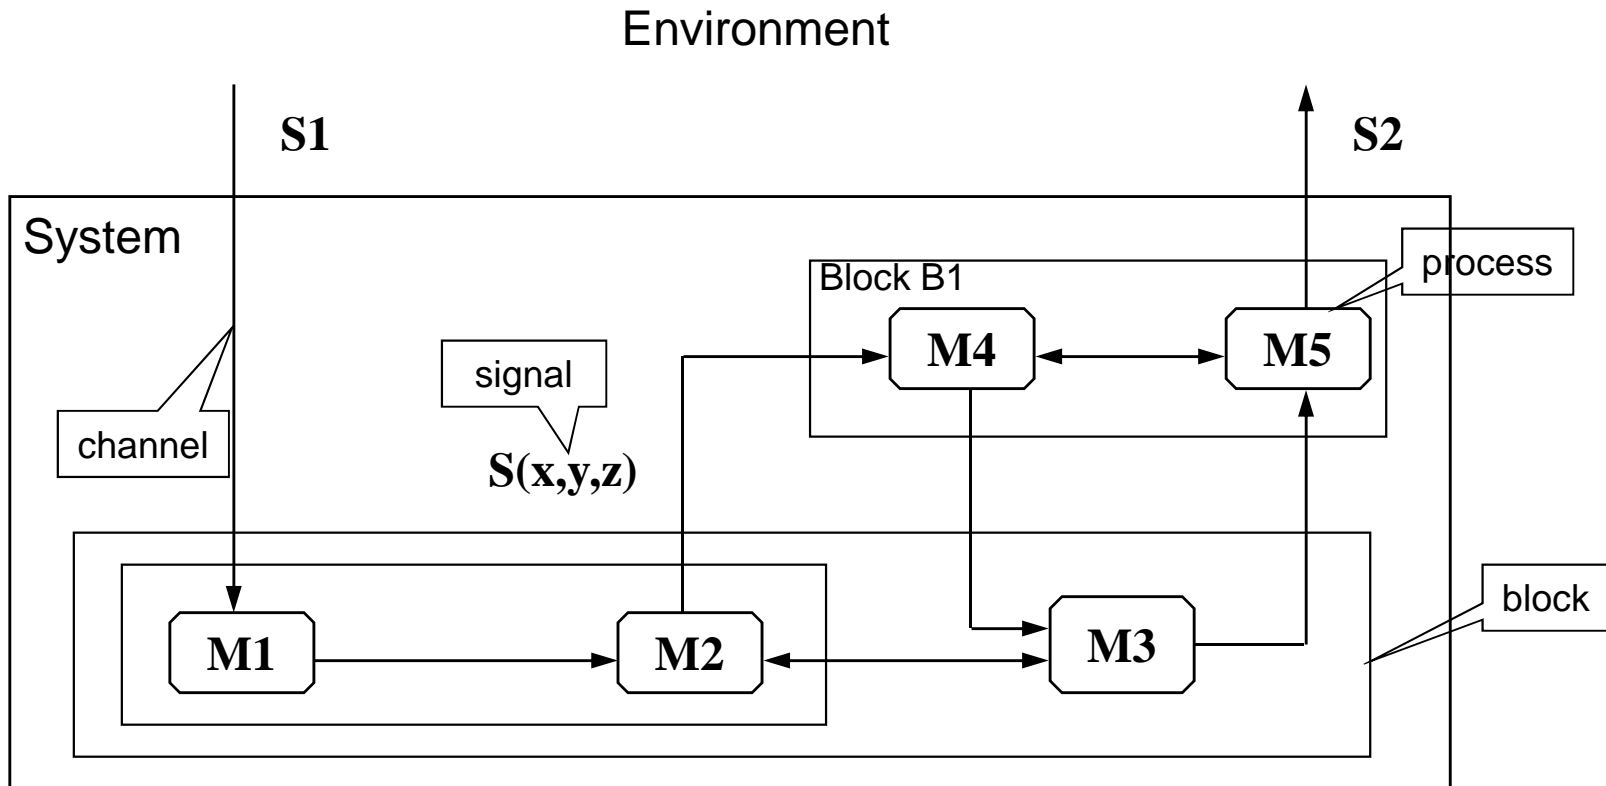 Environment
S1
S2
System
process
Block B1
M4
M5
signal
channel
S(x,y,z)
block
M1
M2
M3